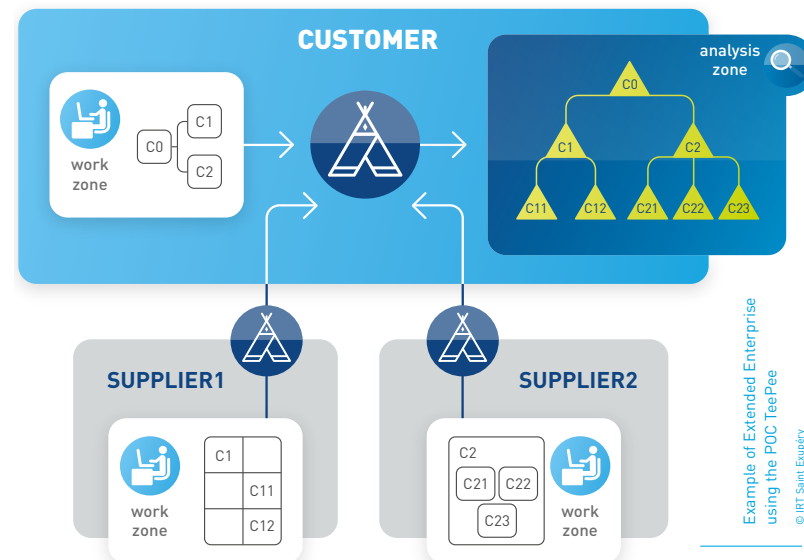 CUSTOMER
analysis
zone
work
zone
C0
C1
C2
C0
C1
C2
C11
C12
C21
C22
C23
SUPPLIER1
work
zone
C1
C11
C12
SUPPLIER2
C2
C21
C22
C23
work
zone
Example of Extended Enterprise
using the POC TeePee
© IRT Saint Exupéry